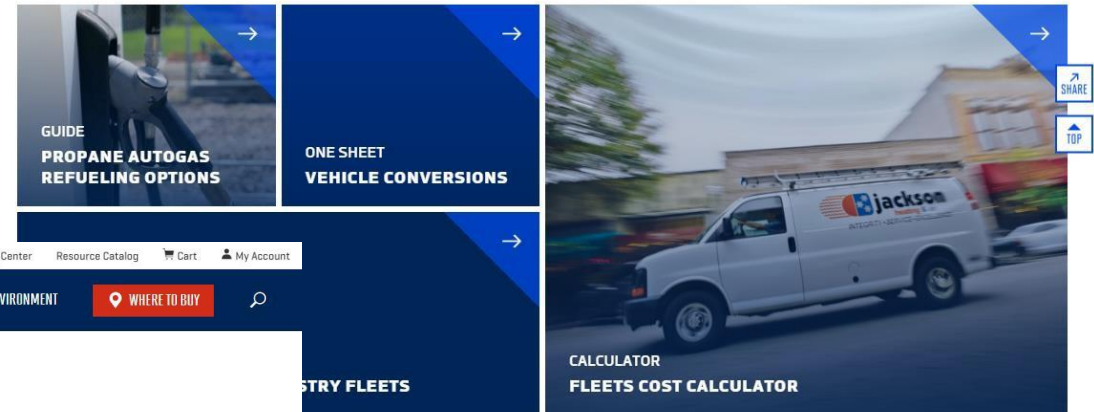 GUIDE
PROPANE AUTOGAS
REFUELING OPTIONS
ONE SHEET
VEHICLE CONVERSIONS
SHARE
TOP
jackson
Center Resource Catalog Cart My Account
VIRONMENT WHERE TO BUY
STRY FLEETS
CALCULATOR
FLEETS COST CALCULATOR